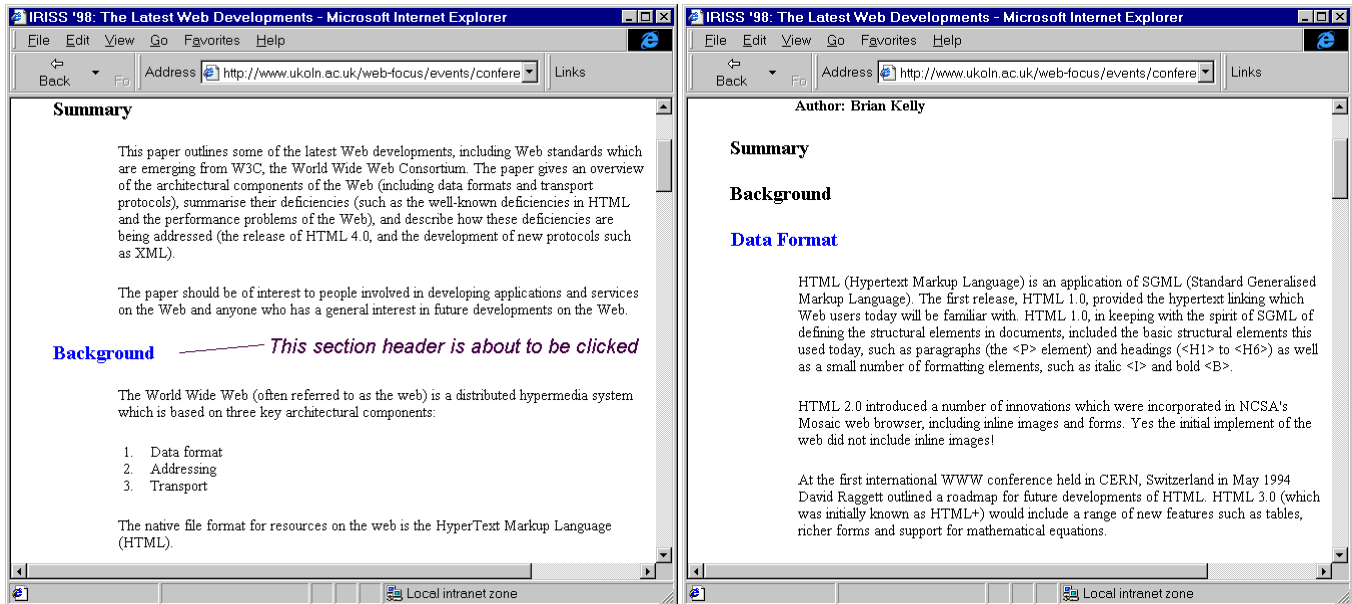 IRISS '98: The Latest Web Developments - Microsoft Internet Explorer
File Edit View Go Favorites Help
Back Fo Address http://www.ukoln.ac.uk/web-focus/events/confere Links
Summary
This paper outlines some of the latest Web developments, including Web standards which
are emerging from W3C, the World Wide Web Consortium. The paper gives an overview
of the architectural components of the Web (including data formats and transport
protocols), summarise their deficiencies (such as the well-known deficiencies in HTML
and the performance problems of the Web), and describe how these deficiencies are
being addressed (the release of HTML 4.0, and the development of new protocols such
as XML).
The paper should be of interest to people involved in developing applications and services
on the Web and anyone who has a general interest in future developments on the Web.
Background
This section header is about to be clicked
The World Wide Web (often referred to as the web) is a distributed hypermedia system
which is based on three key architectural components:
1. Data format
2. Addressing
3. Transport
The native file format for resources on the web is the HyperText Markup Language
(HTML).
Local intranet zone
IRISS '98: The Latest Web Developments - Microsoft Internet Explorer
File Edit View Go Favorites Help
Back Fo Address http://www.ukoln.ac.uk/web-focus/events/confere Links
Author: Brian Kelly
Summary
Background
Data Format
HTML (Hypertext Markup Language) is an application of SGML (Standard Generalised
Markup Language). The first release, HTML 1.0, provided the hypertext linking which
Web users today will be familiar with. HTML 1.0, in keeping with the spirit of SGML of
defining the structural elements in documents, included the basic structural elements this
used today, such as paragraphs (the <P> element) and headings (<H1> to <H6>) as well
as a small number of formatting elements, such as italic <I> and bold <B>.
HTML 2.0 introduced a number of innovations which were incorporated in NCSA's
Mosaic web browser, including inline images and forms. Yes the initial implement of the
web did not include inline images!
At the first international WWW conference held in CERN, Switzerland in May 1994
David Raggett outlined a roadmap for future developments of HTML. HTML 3.0 (which
was initially known as HTML+) would include a range of new features such as tables,
richer forms and support for mathematical equations.
Local intranet zone